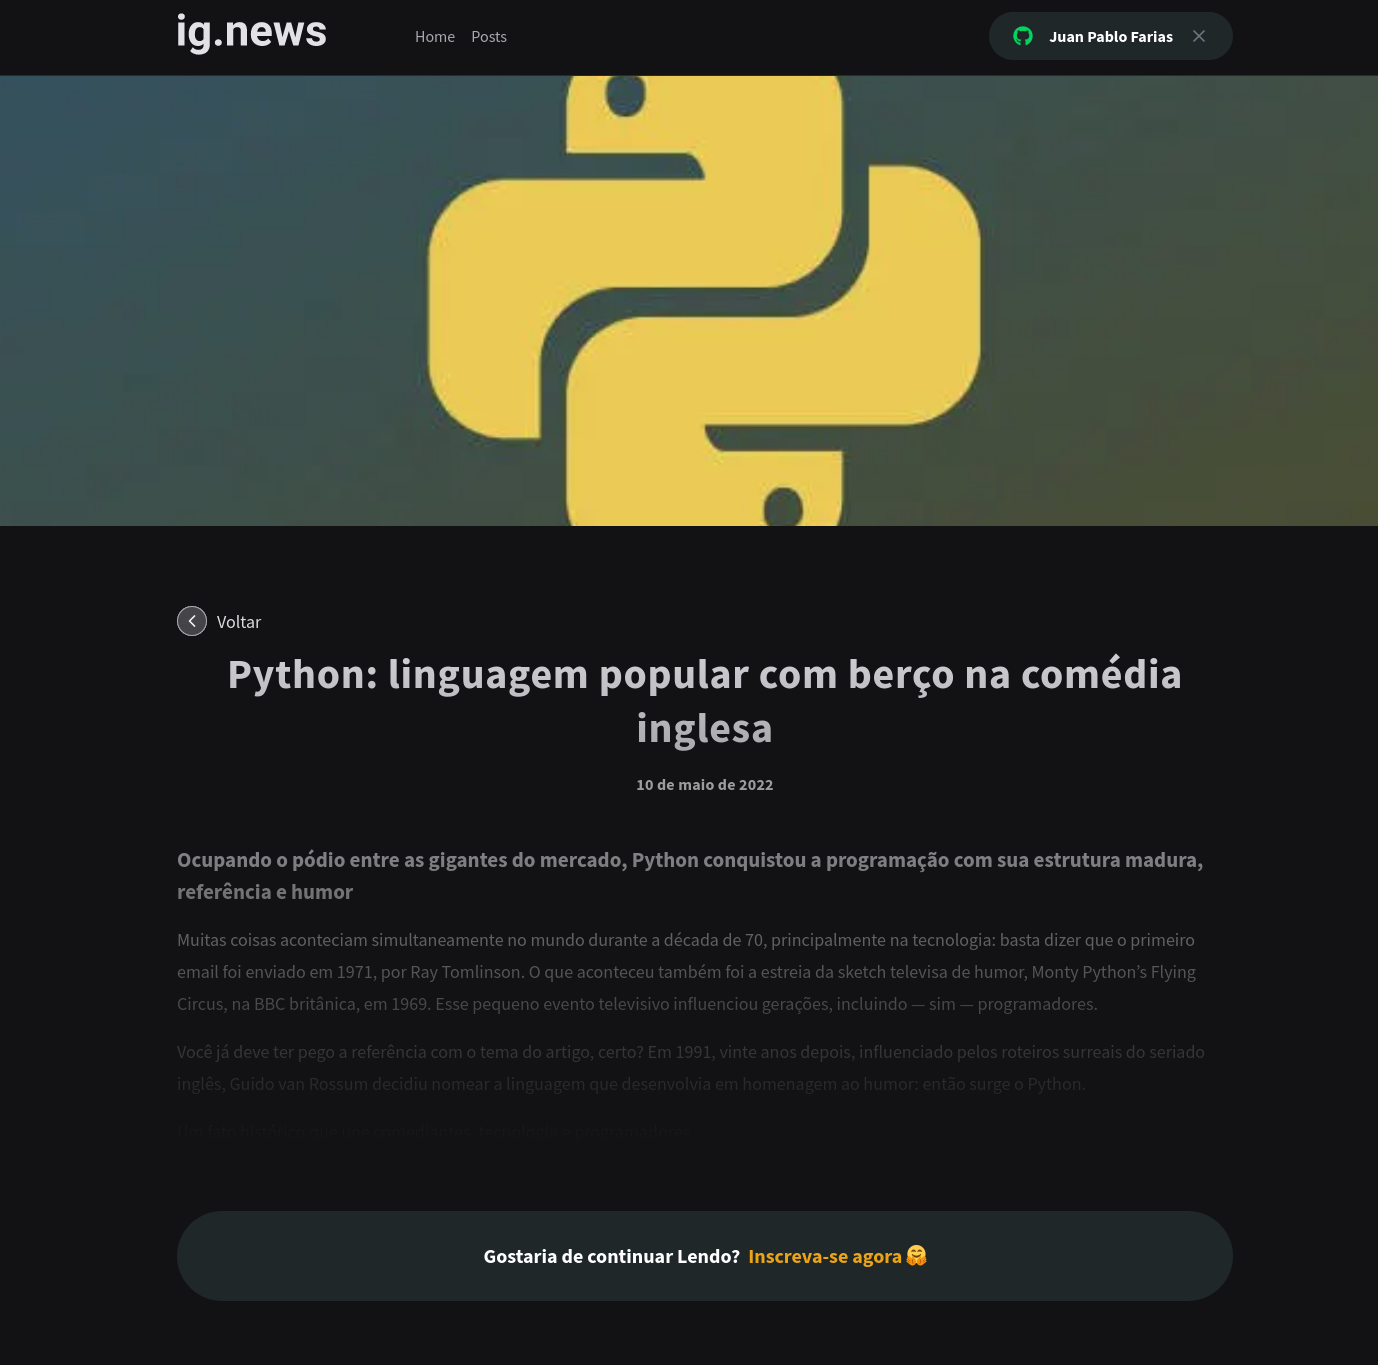 ig.news
Home Posts
Juan Pablo Farias
Voltar
Python: linguagem popular com berço na comédia
inglesa
10 de maio de 2022
Ocupando o pódio entre as gigantes do mercado, Python conquistou a programação com sua estrutura madura,
referência e humor
Muitas coisas aconteciam simultaneamente no mundo durante a década de 70, principalmente na tecnologia: basta dizer que o primeiro
email foi enviado em 1971, por Ray Tomlinson. O que aconteceu também foi a estreia da sketch televisa de humor, Monty Python’s Flying
Circus, na BBC britânica, em 1969. Esse pequeno evento televisivo influenciou gerações, incluindo — sim — programadores.
Você já deve ter pego a referência com o tema do artigo, certo? Em 1991, vinte anos depois, influenciado pelos roteiros surreais do seriado
inglês, Guido van Rossum decidiu nomear a linguagem que desenvolvia em homenagem ao humor: então surge o Python.
Gostaria de continuar Lendo? Inscreva-se agora 🤗